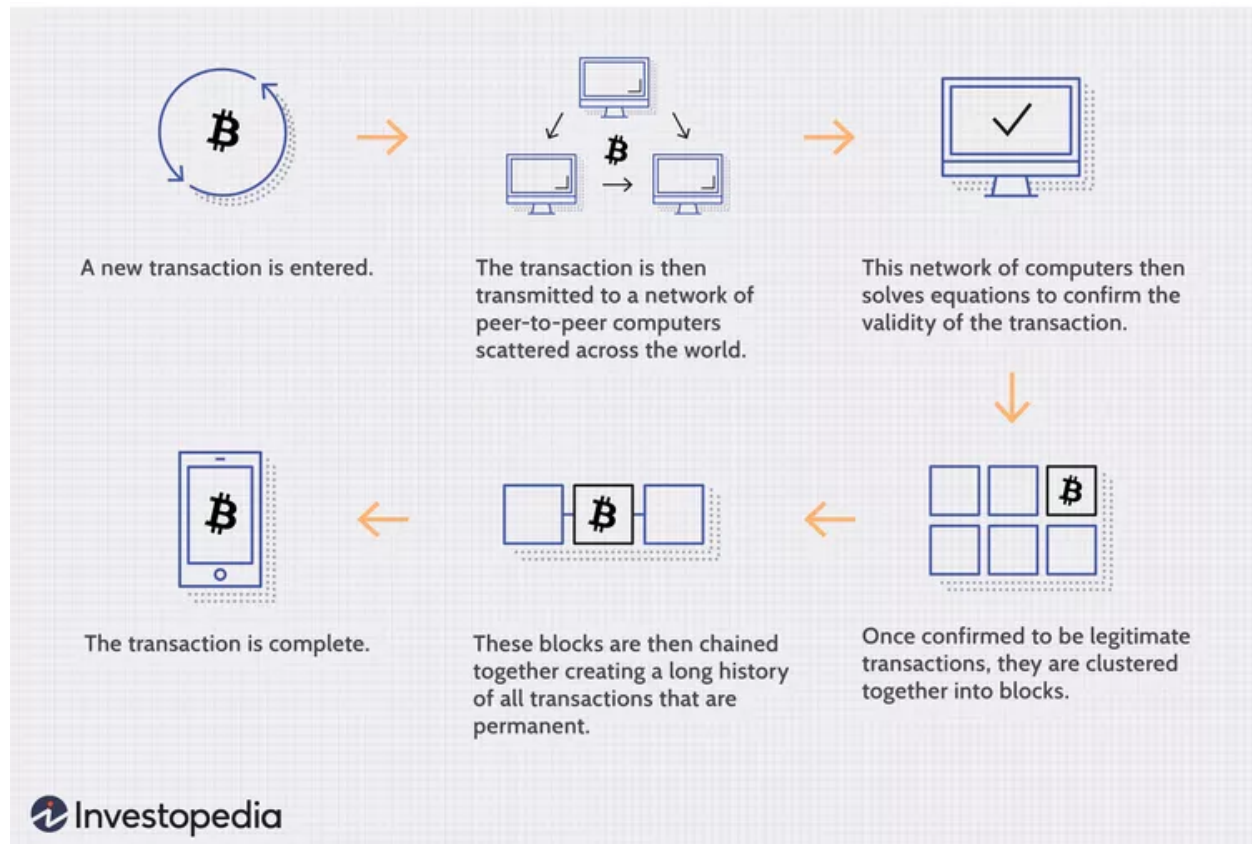 A new transaction is entered.
The transaction is then
transmitted to a network of
peer-to-peer computers
scattered across the world.
This network of computers then
solves equations to confirm the
validity of the transaction.
Once confirmed to be legitimate
transactions, they are clustered
together into blocks.
These blocks are then chained
together creating a long history
of all transactions that are
permanent.
The transaction is complete.
Investopedia